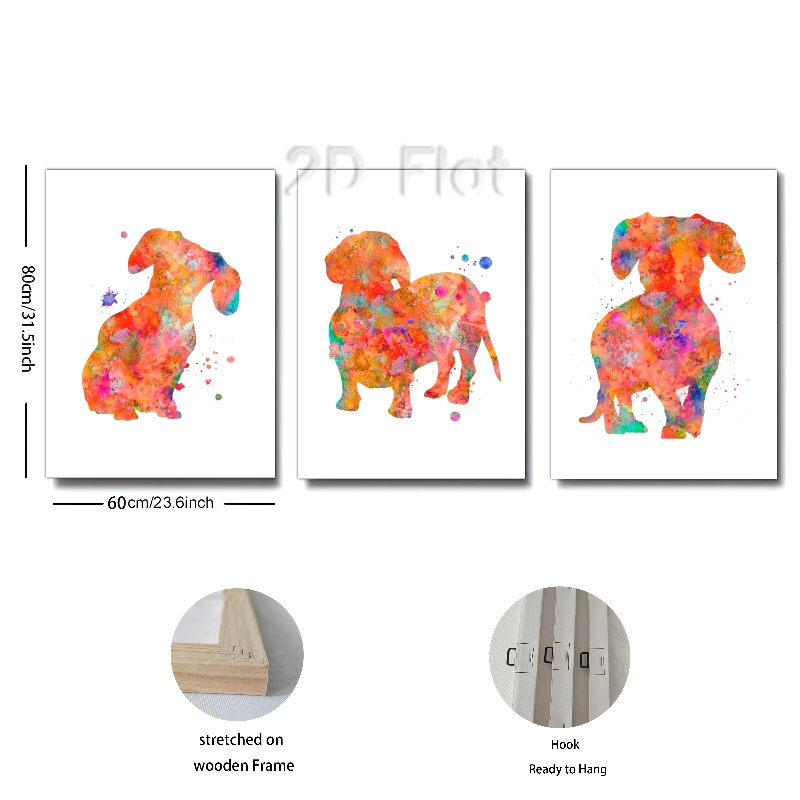 2D Flat
80cm/31.5inch
60cm/23.6inch
stretched on
wooden Frame
Hook
Ready to Hang